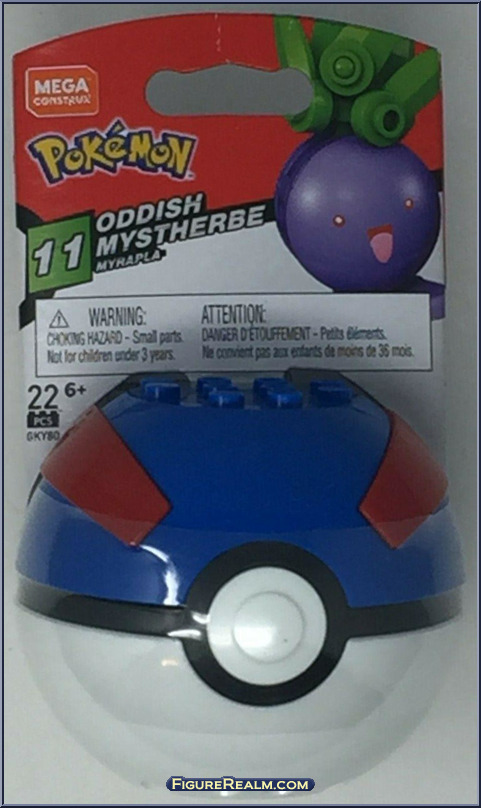 MEGA
CONSTRUX
POKéMON
11
ODDISH
MYSTHERBE
MYRAPLA
WARNING:
CHOKING HAZARD - Small parts.
Not for children under 3 years.
ATTENTION:
DANGER D'ÉTOUFFEMENT - Petits éléments.
Ne convient pas aux enfants de moins de 36 mois.
22 6+
PCS
GKY80
FIGUREREALM.COM